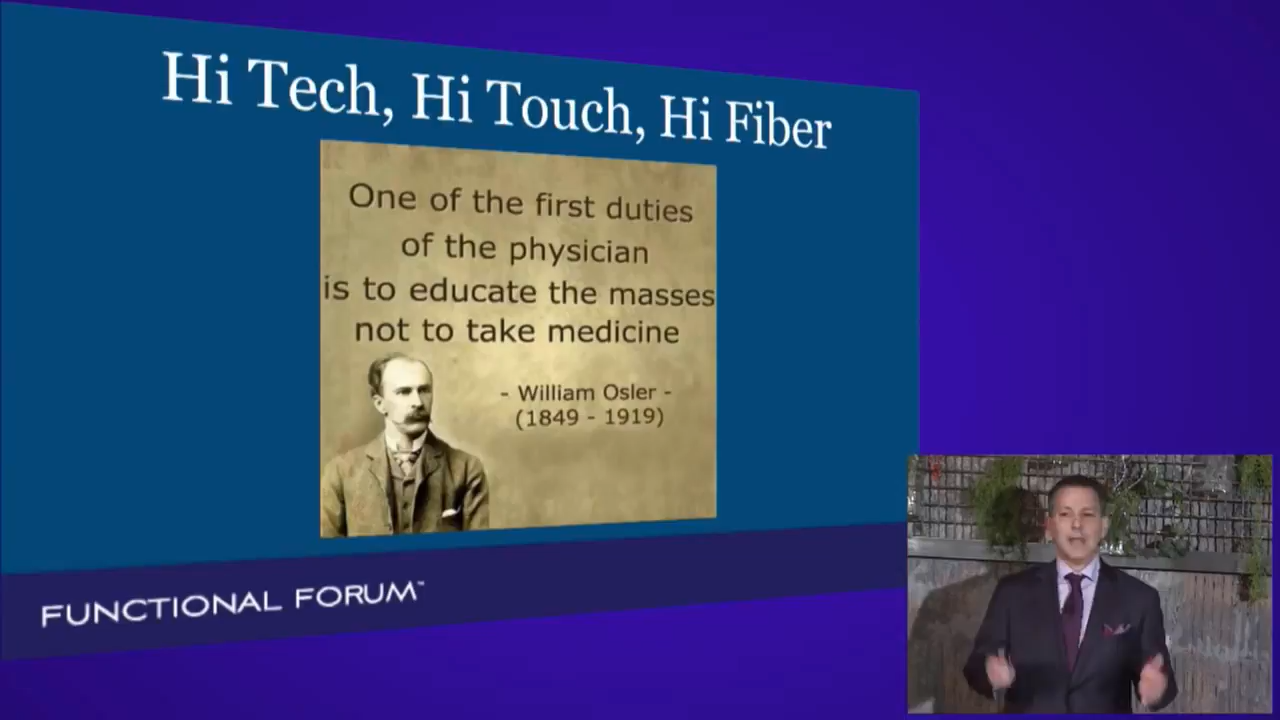 Hi Tech, Hi Touch, Hi Fiber
One of the first duties
of the physician
is to educate the masses
not to take medicine
- William Osler -
(1849 - 1919)
FUNCTIONAL FORUM™